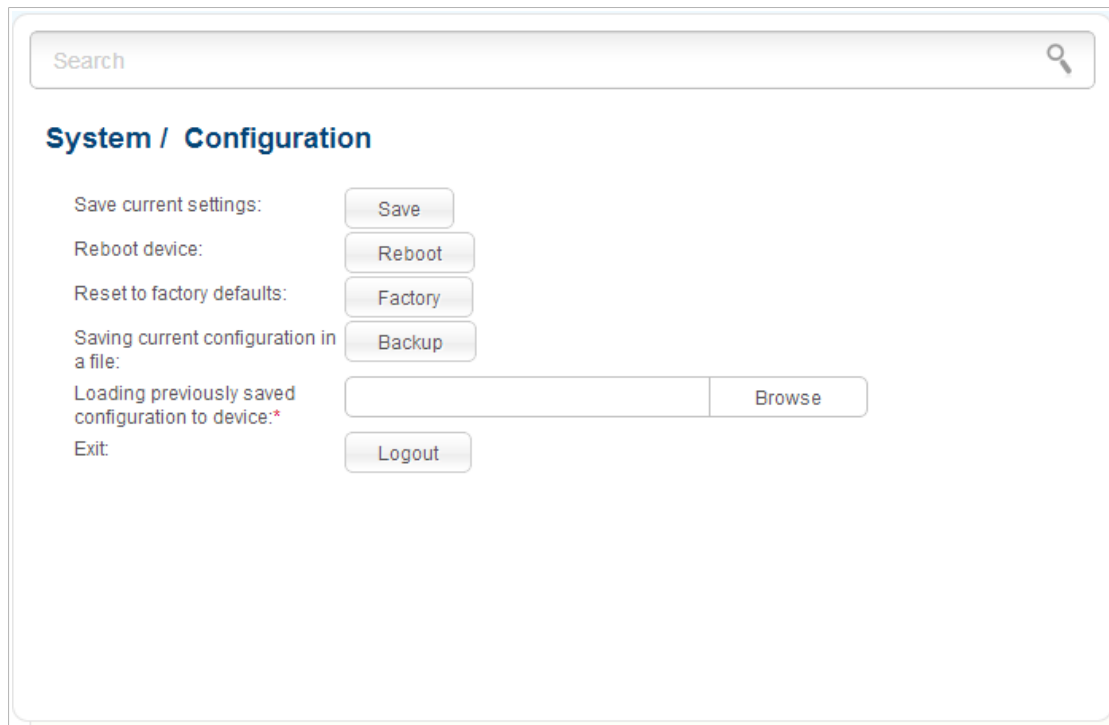 Search
System / Configuration
Save current settings:
Save
Reboot device:
Reboot
Reset to factory defaults:
Factory
Saving current configuration in
a file:
Backup
Loading previously saved
configuration to device:*
Browse
Exit:
Logout